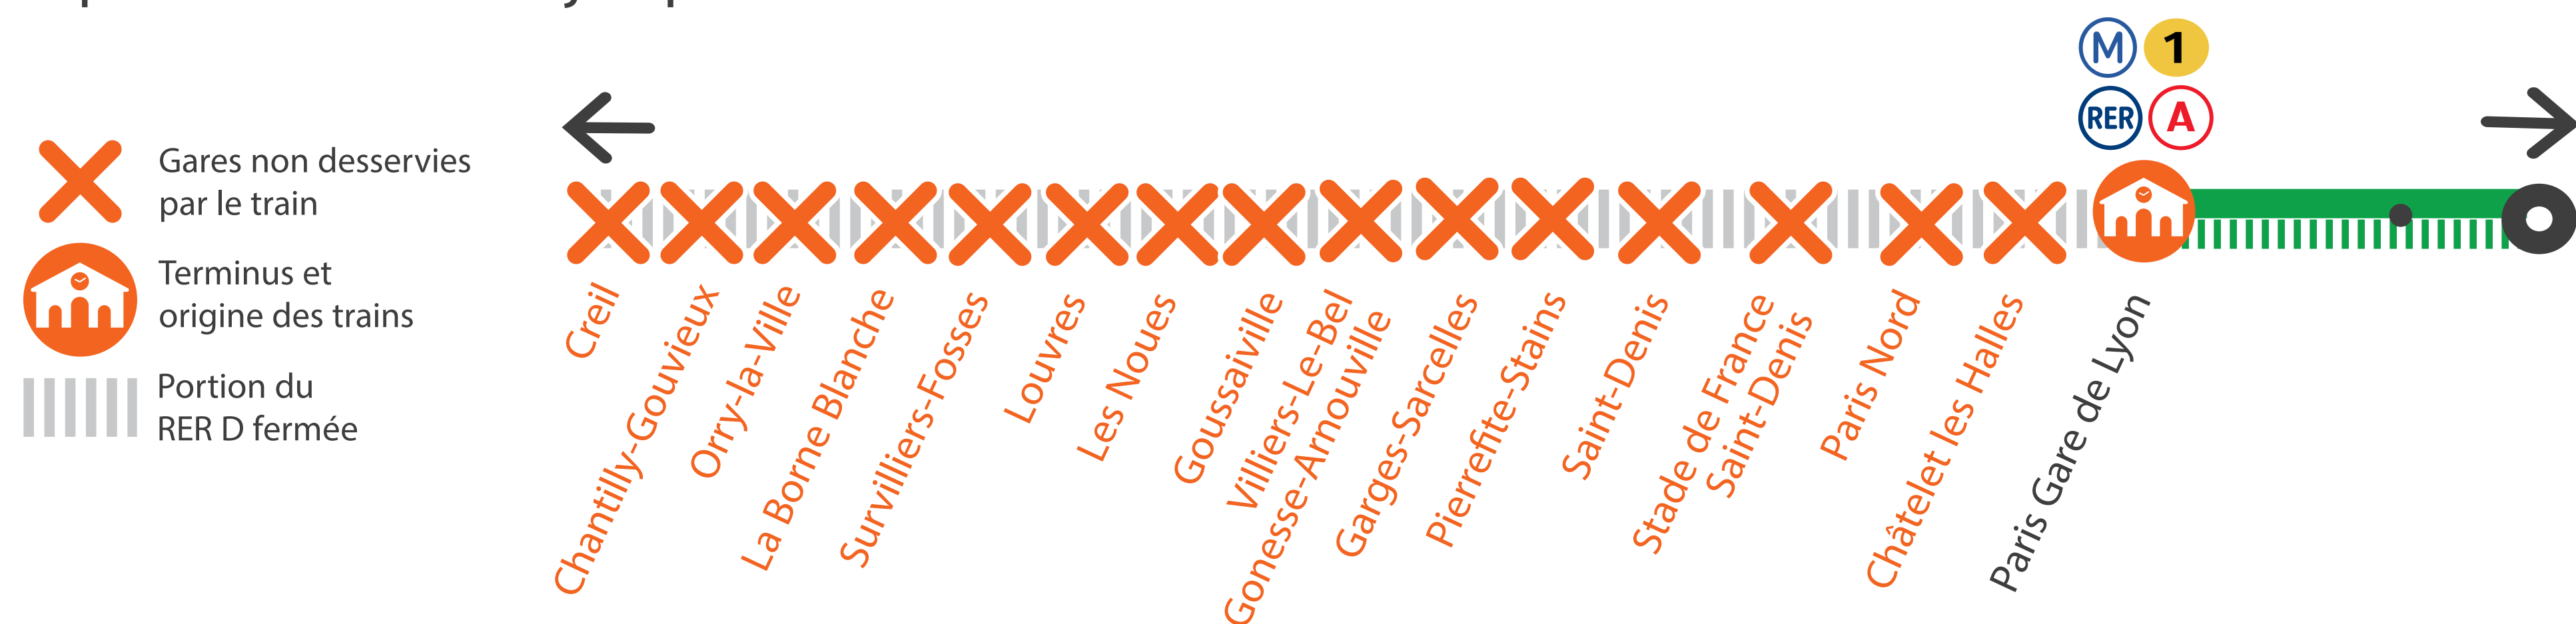 M 1
RER A
Gares non desservies
par le train
Terminus et
origine des trains
Portion du
RER D fermée
Creil
Chantilly-Gouvieux
Orry-la-Ville
La Borne Blanche
Survilliers-Fosses
Louvres
Les Noues
Goussaiville
Villiers-Le-Bel
Gonesse-Arnouville
Garges-Sarcelles
Pierrefite-Stains
Saint-Denis
Stade de France
Saint-Denis
Paris Nord
Châtelet les Halles
Paris Gare de Lyon